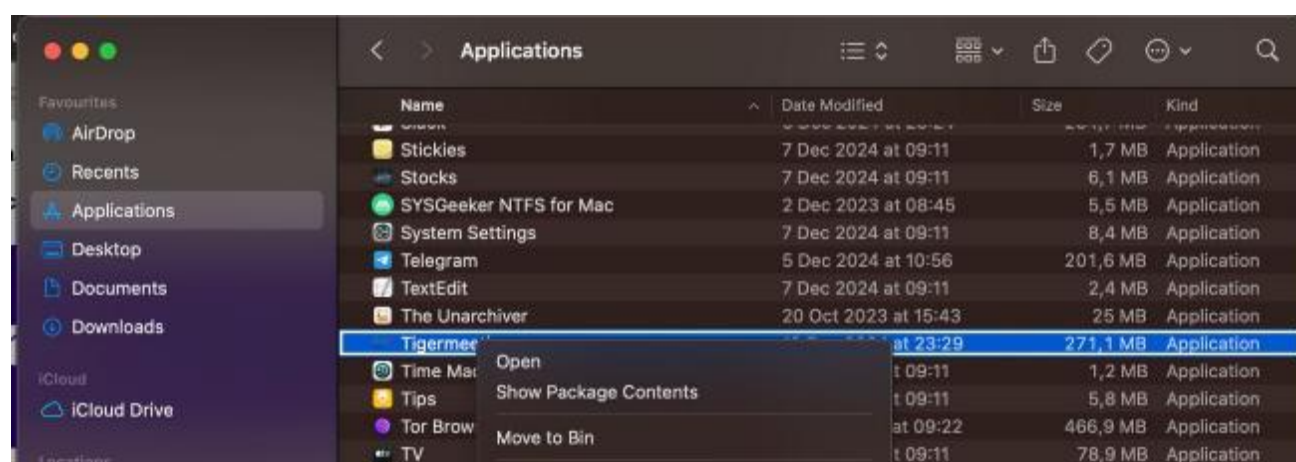 Applications
Favourites
AirDrop
Recents
Applications
Desktop
Documents
Downloads
iCloud
iCloud Drive
Locations
Name Date Modified Size Kind
Stickies 7 Dec 2024 at 09:11 1,7 MB Application
Stocks 7 Dec 2024 at 09:11 6,1 MB Application
SYSGeeker NTFS for Mac 2 Dec 2023 at 08:45 5,5 MB Application
System Settings 7 Dec 2024 at 09:11 8,4 MB Application
Telegram 5 Dec 2024 at 10:56 201,6 MB Application
TextEdit 7 Dec 2024 at 09:11 2,4 MB Application
The Unarchiver 20 Oct 2023 at 15:43 25 MB Application
Tigermee at 23:29 271,1 MB Application
Time Ma t 09:11 1,2 MB Application
Tips t 09:11 5,8 MB Application
Tor Brow at 09:22 466,9 MB Application
TV t 09:11 78,9 MB Application
Open
Show Package Contents
Move to Bin